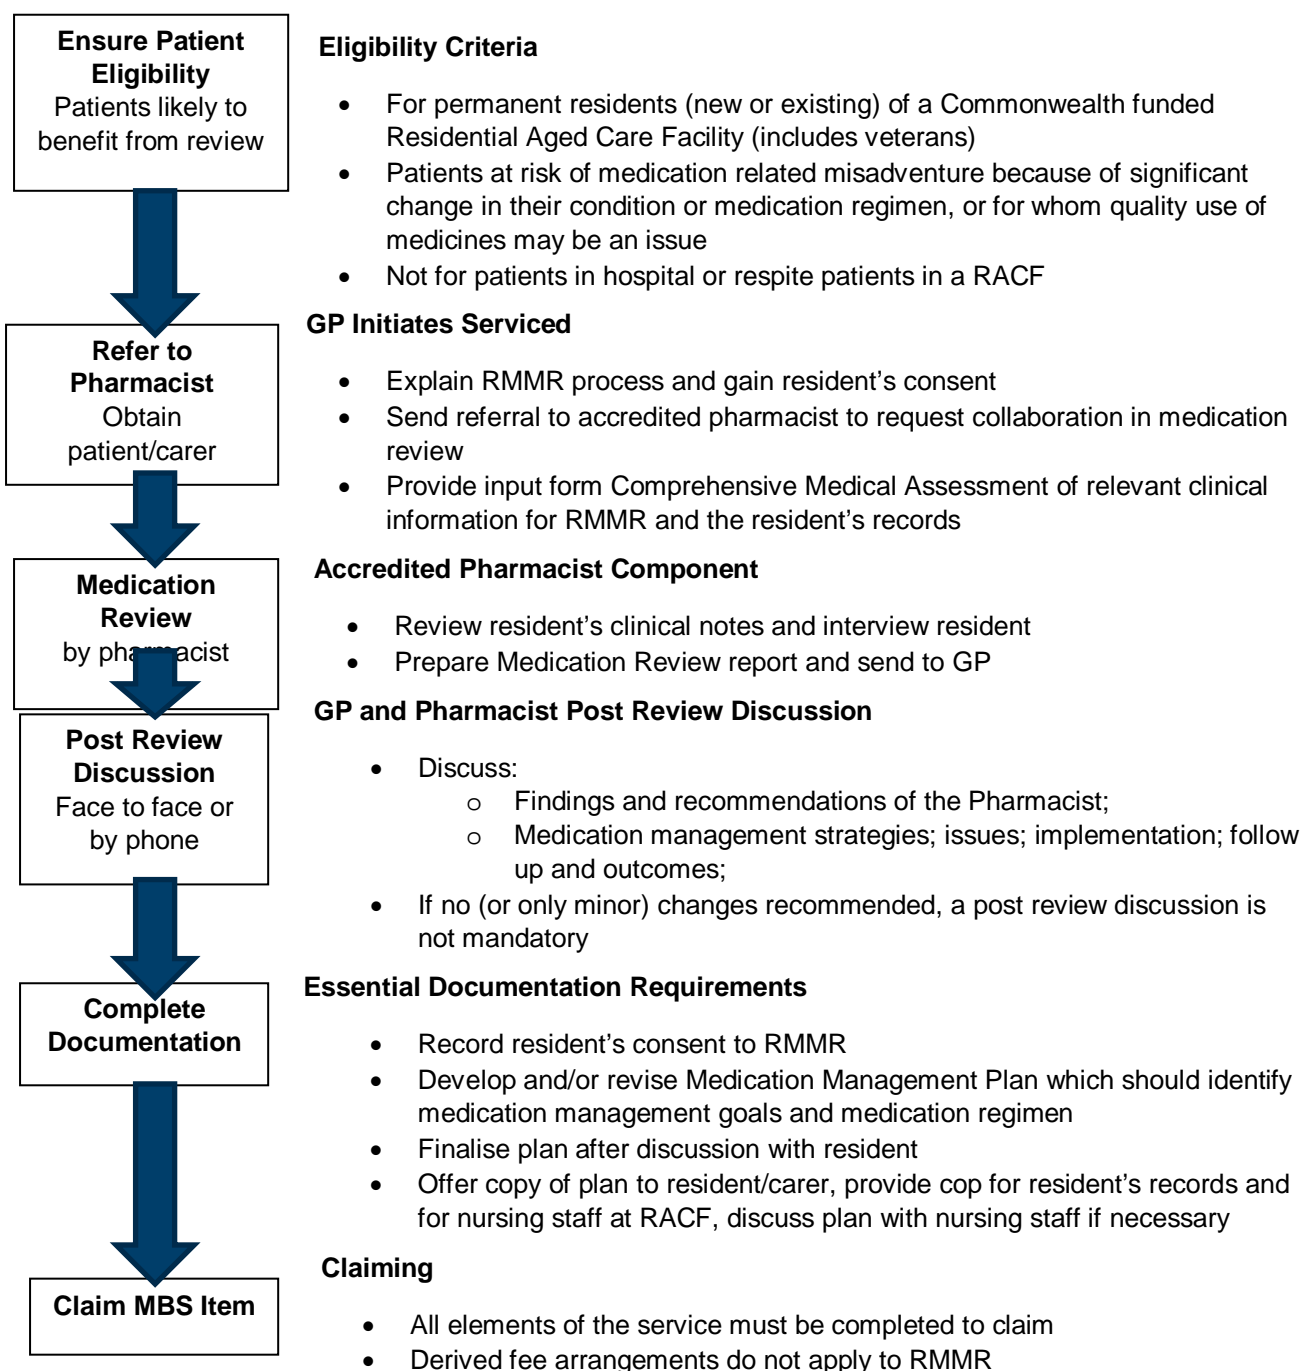 Ensure Patient
Eligibility
Patients likely to
benefit from review
Eligibility Criteria
• For permanent residents (new or existing) of a Commonwealth funded
Residential Aged Care Facility (includes veterans)
• Patients at risk of medication related misadventure because of significant
change in their condition or medication regimen, or for whom quality use of
medicines may be an issue
• Not for patients in hospital or respite patients in a RACF
Refer to
Pharmacist
Obtain
patient/carer
GP Initiates Serviced
• Explain RMMR process and gain resident’s consent
• Send referral to accredited pharmacist to request collaboration in medication
review
• Provide input form Comprehensive Medical Assessment of relevant clinical
information for RMMR and the resident’s records
Medication
Review
by pharmacist
Accredited Pharmacist Component
• Review resident’s clinical notes and interview resident
• Prepare Medication Review report and send to GP
Post Review
Discussion
Face to face or
by phone
GP and Pharmacist Post Review Discussion
• Discuss:
o Findings and recommendations of the Pharmacist;
o Medication management strategies; issues; implementation; follow
up and outcomes;
• If no (or only minor) changes recommended, a post review discussion is
not mandatory
Complete
Documentation
Essential Documentation Requirements
• Record resident’s consent to RMMR
• Develop and/or revise Medication Management Plan which should identify
medication management goals and medication regimen
• Finalise plan after discussion with resident
• Offer copy of plan to resident/carer, provide cop for resident’s records and
for nursing staff at RACF, discuss plan with nursing staff if necessary
Claim MBS Item
Claiming
• All elements of the service must be completed to claim
• Derived fee arrangements do not apply to RMMR